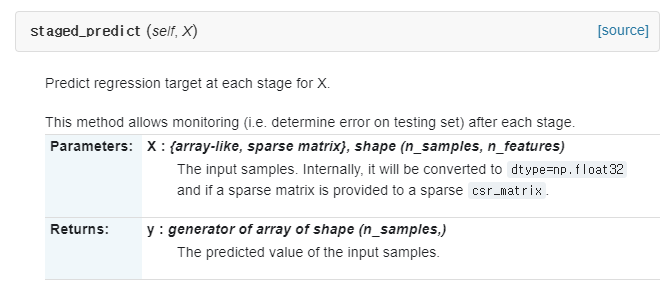 staged_predict (self, X) [source]
Predict regression target at each stage for X.
This method allows monitoring (i.e. determine error on testing set) after each stage.
Parameters: X : {array-like, sparse matrix}, shape (n_samples, n_features)
The input samples. Internally, it will be converted to dtype=np.float32
and if a sparse matrix is provided to a sparse csr_matrix.
Returns: y : generator of array of shape (n_samples,)
The predicted value of the input samples.